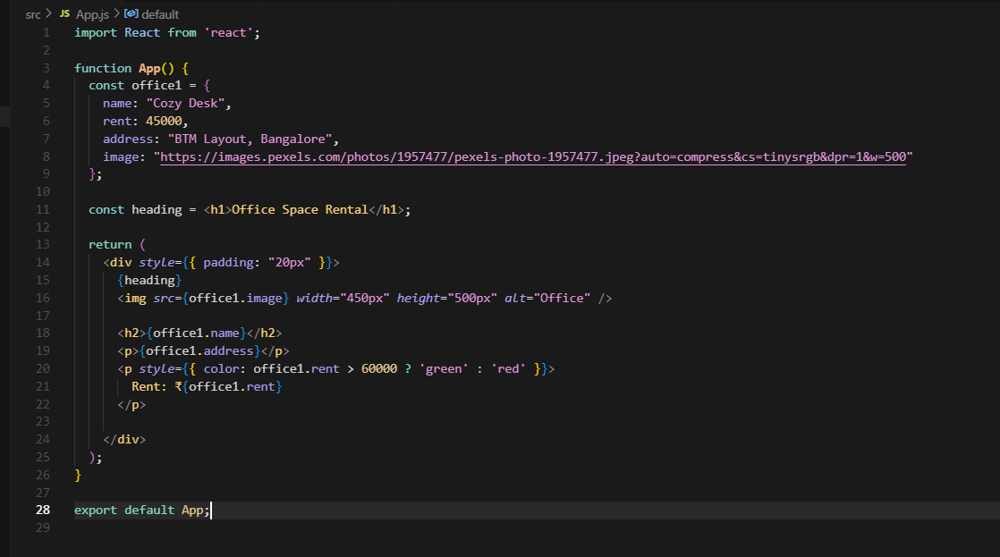 src > JS App.js > default
1 import React from 'react';
2
3 function App() {
4   const office1 = {
5     name: "Cozy Desk",
6     rent: 45000,
7     address: "BTM Layout, Bangalore",
8     image: "https://images.pexels.com/photos/1957477/pexels-photo-1957477.jpeg?auto=compress&cs=tinysrgb&dpr=1&w=500"
9   };
10
11   const heading = <h1>Office Space Rental</h1>;
12
13   return (
14     <div style={{ padding: "20px" }}>
15       {heading}
16       <img src={office1.image} width="450px" height="500px" alt="Office" />
17
18       <h2>{office1.name}</h2>
19       <p>{office1.address}</p>
20       <p style={{ color: office1.rent > 60000 ? 'green' : 'red' }}>
21         Rent: ₹{office1.rent}
22       </p>
23
24     </div>
25   );
26 }
27
28 export default App;
29